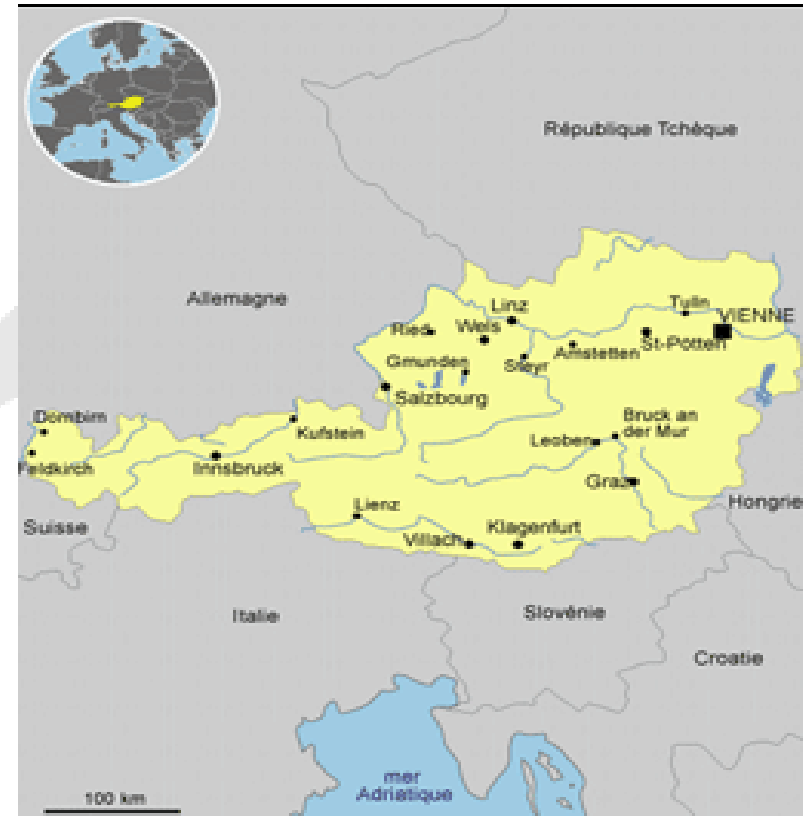 République Tchèque
Allemagne
Linz
Tulln
VIENNE
Ried
Wels
Amstetten
St-Potten
Gmunden
Steyr
Salzbourg
Dornbirn
Kufstein
Bruck an
der Mur
Leoben
Feldkirch
Innsbruck
Graz
Hongrie
Lienz
Suisse
Villach
Klagenfurt
Italie
Slovénie
Croatie
mer
Adriatique
100 km